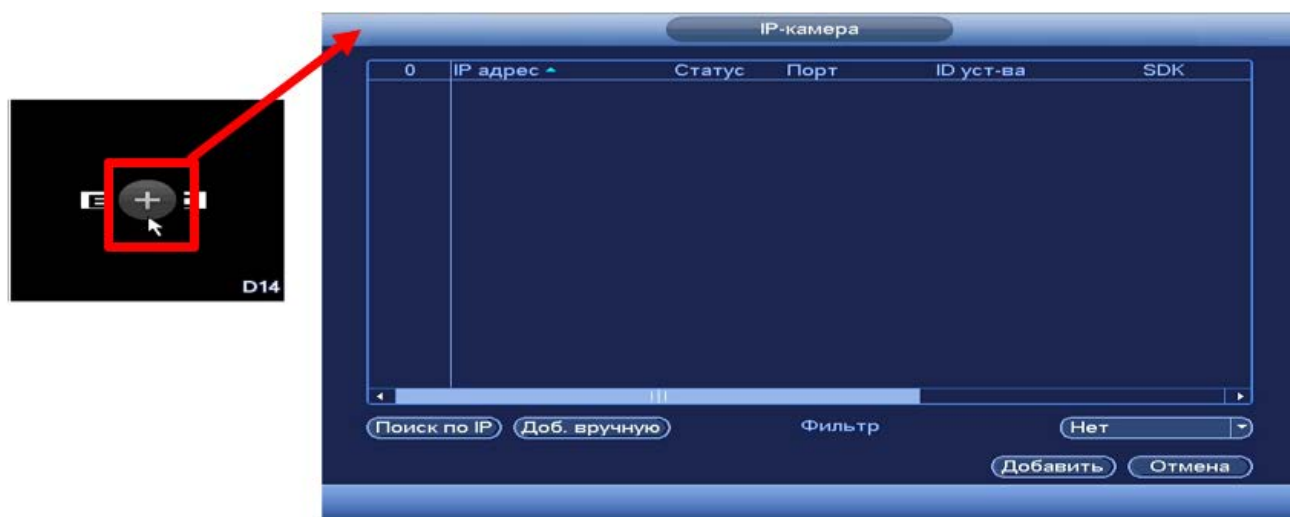 IP-камера
0 IP адрес Статус Порт ID уст-ва SDK
D14
Поиск по IP Доб. вручную Фильтр Нет
Добавить Отмена